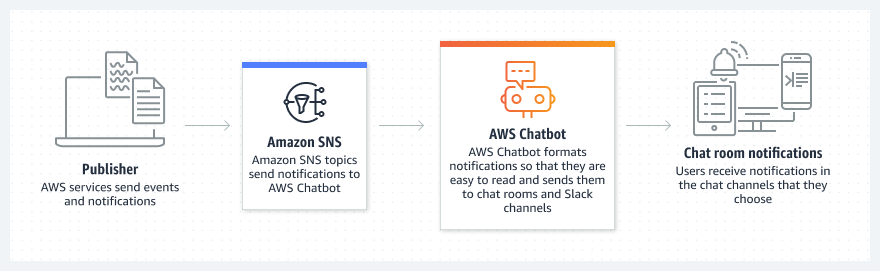 Publisher
AWS services send events
and notifications
Amazon SNS
Amazon SNS topics
send notifications to
AWS Chatbot
AWS Chatbot
AWS Chatbot formats
notifications so that they are
easy to read and sends them
to chat rooms and Slack
channels
Chat room notifications
Users receive notifications in
the chat channels that they
choose